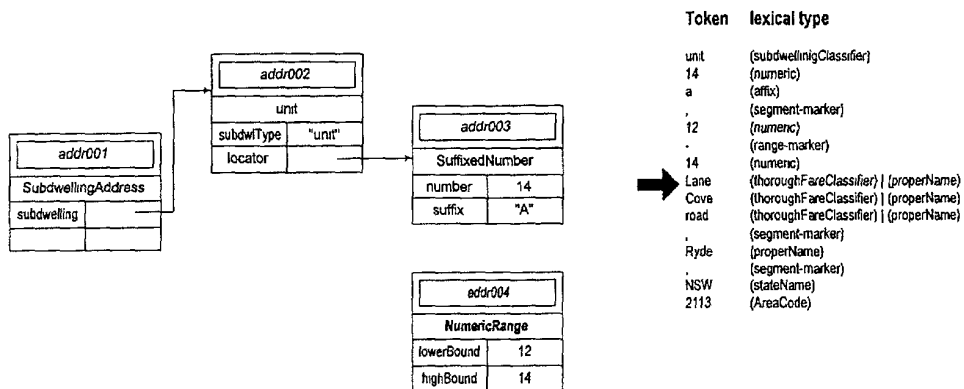 Token lexical type
unit (subdwellinigClassifier)
14 (numeric)
a (affix)
, (segment-marker)
12 (numeric)
- (range-marker)
14 (numeric)
Lane (thoroughFareClassifier) | (properName)
Cove (thoroughFareClassifier) | (properName)
road (thoroughFareClassifier) | (properName)
, (segment-marker)
Ryde (properName)
, (segment-marker)
NSW (stateName)
2113 (AreaCode)
addr001
SubdwellingAddress
subdwelling
addr002
unit
subdwlType "unit"
locator
addr003
SuffixedNumber
number 14
suffix "A"
addr004
NumericRange
lowerBound 12
highBound 14